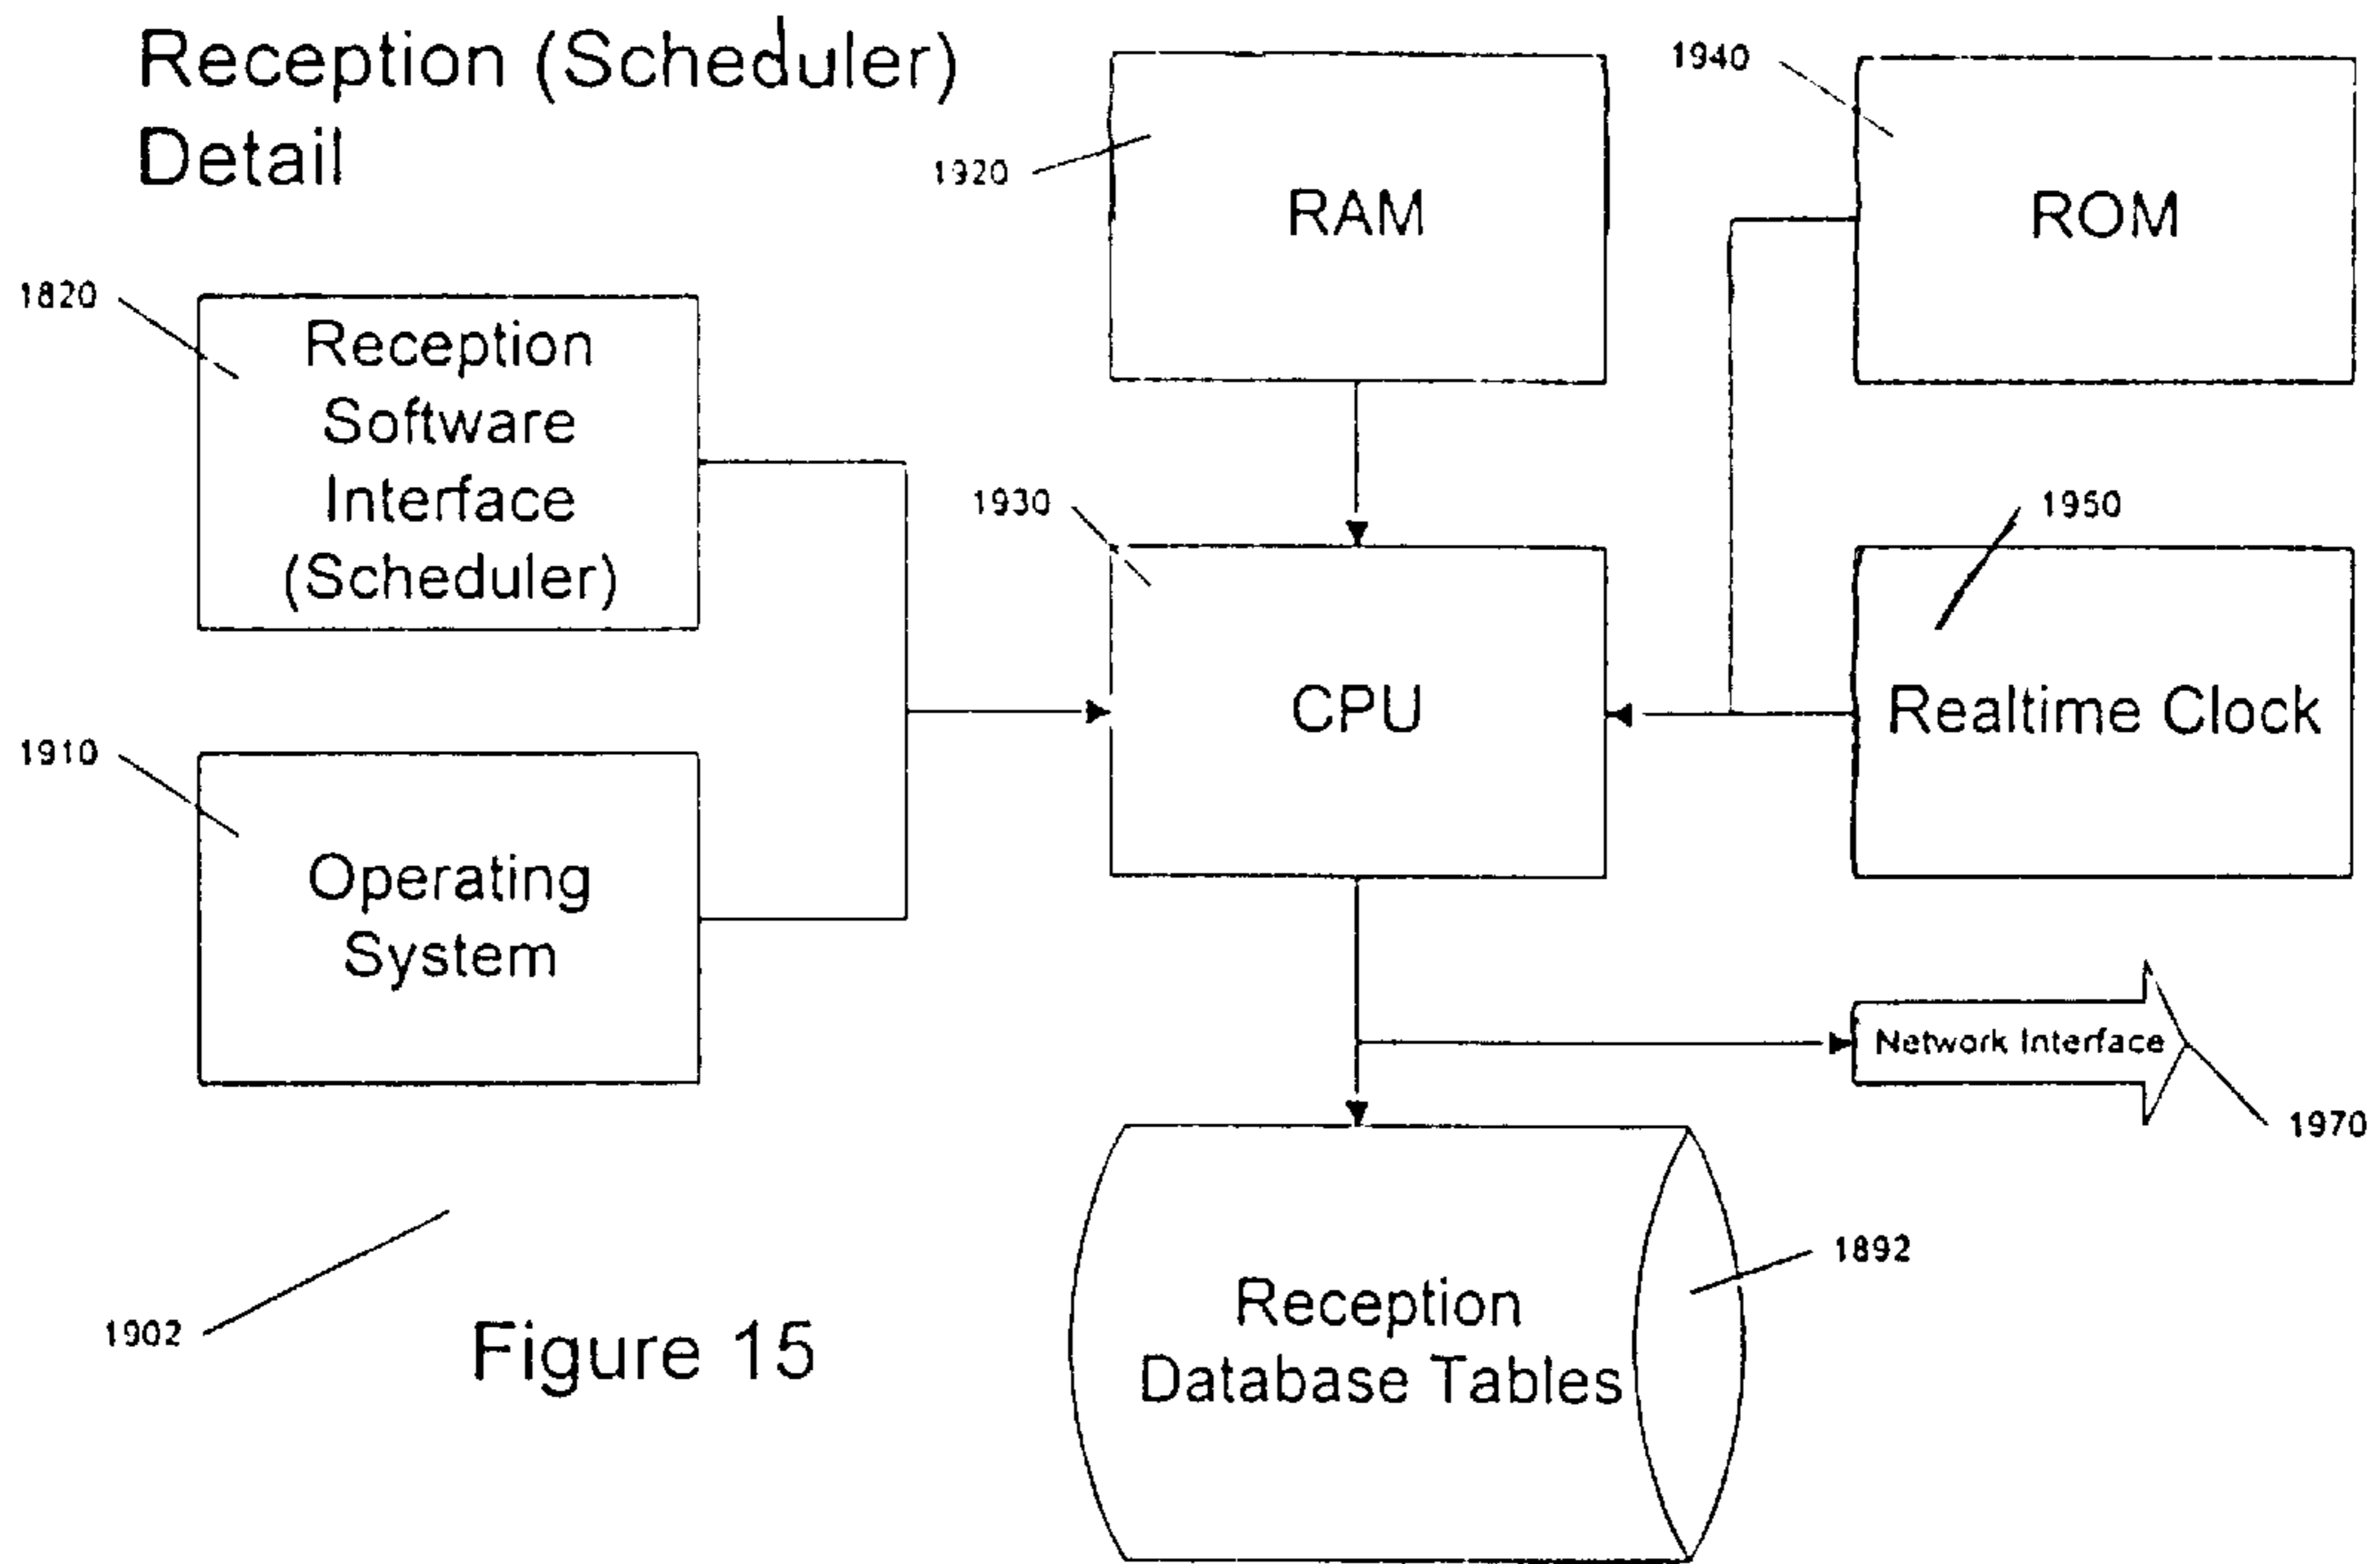 Reception (Scheduler)
Detail
1920
RAM
1940
ROM
1820
Reception
Software
Interface
(Scheduler)
1930
CPU
1950
Realtime Clock
1910
Operating
System
Network Interface
1970
1892
Reception
Database Tables
1902
Figure 15